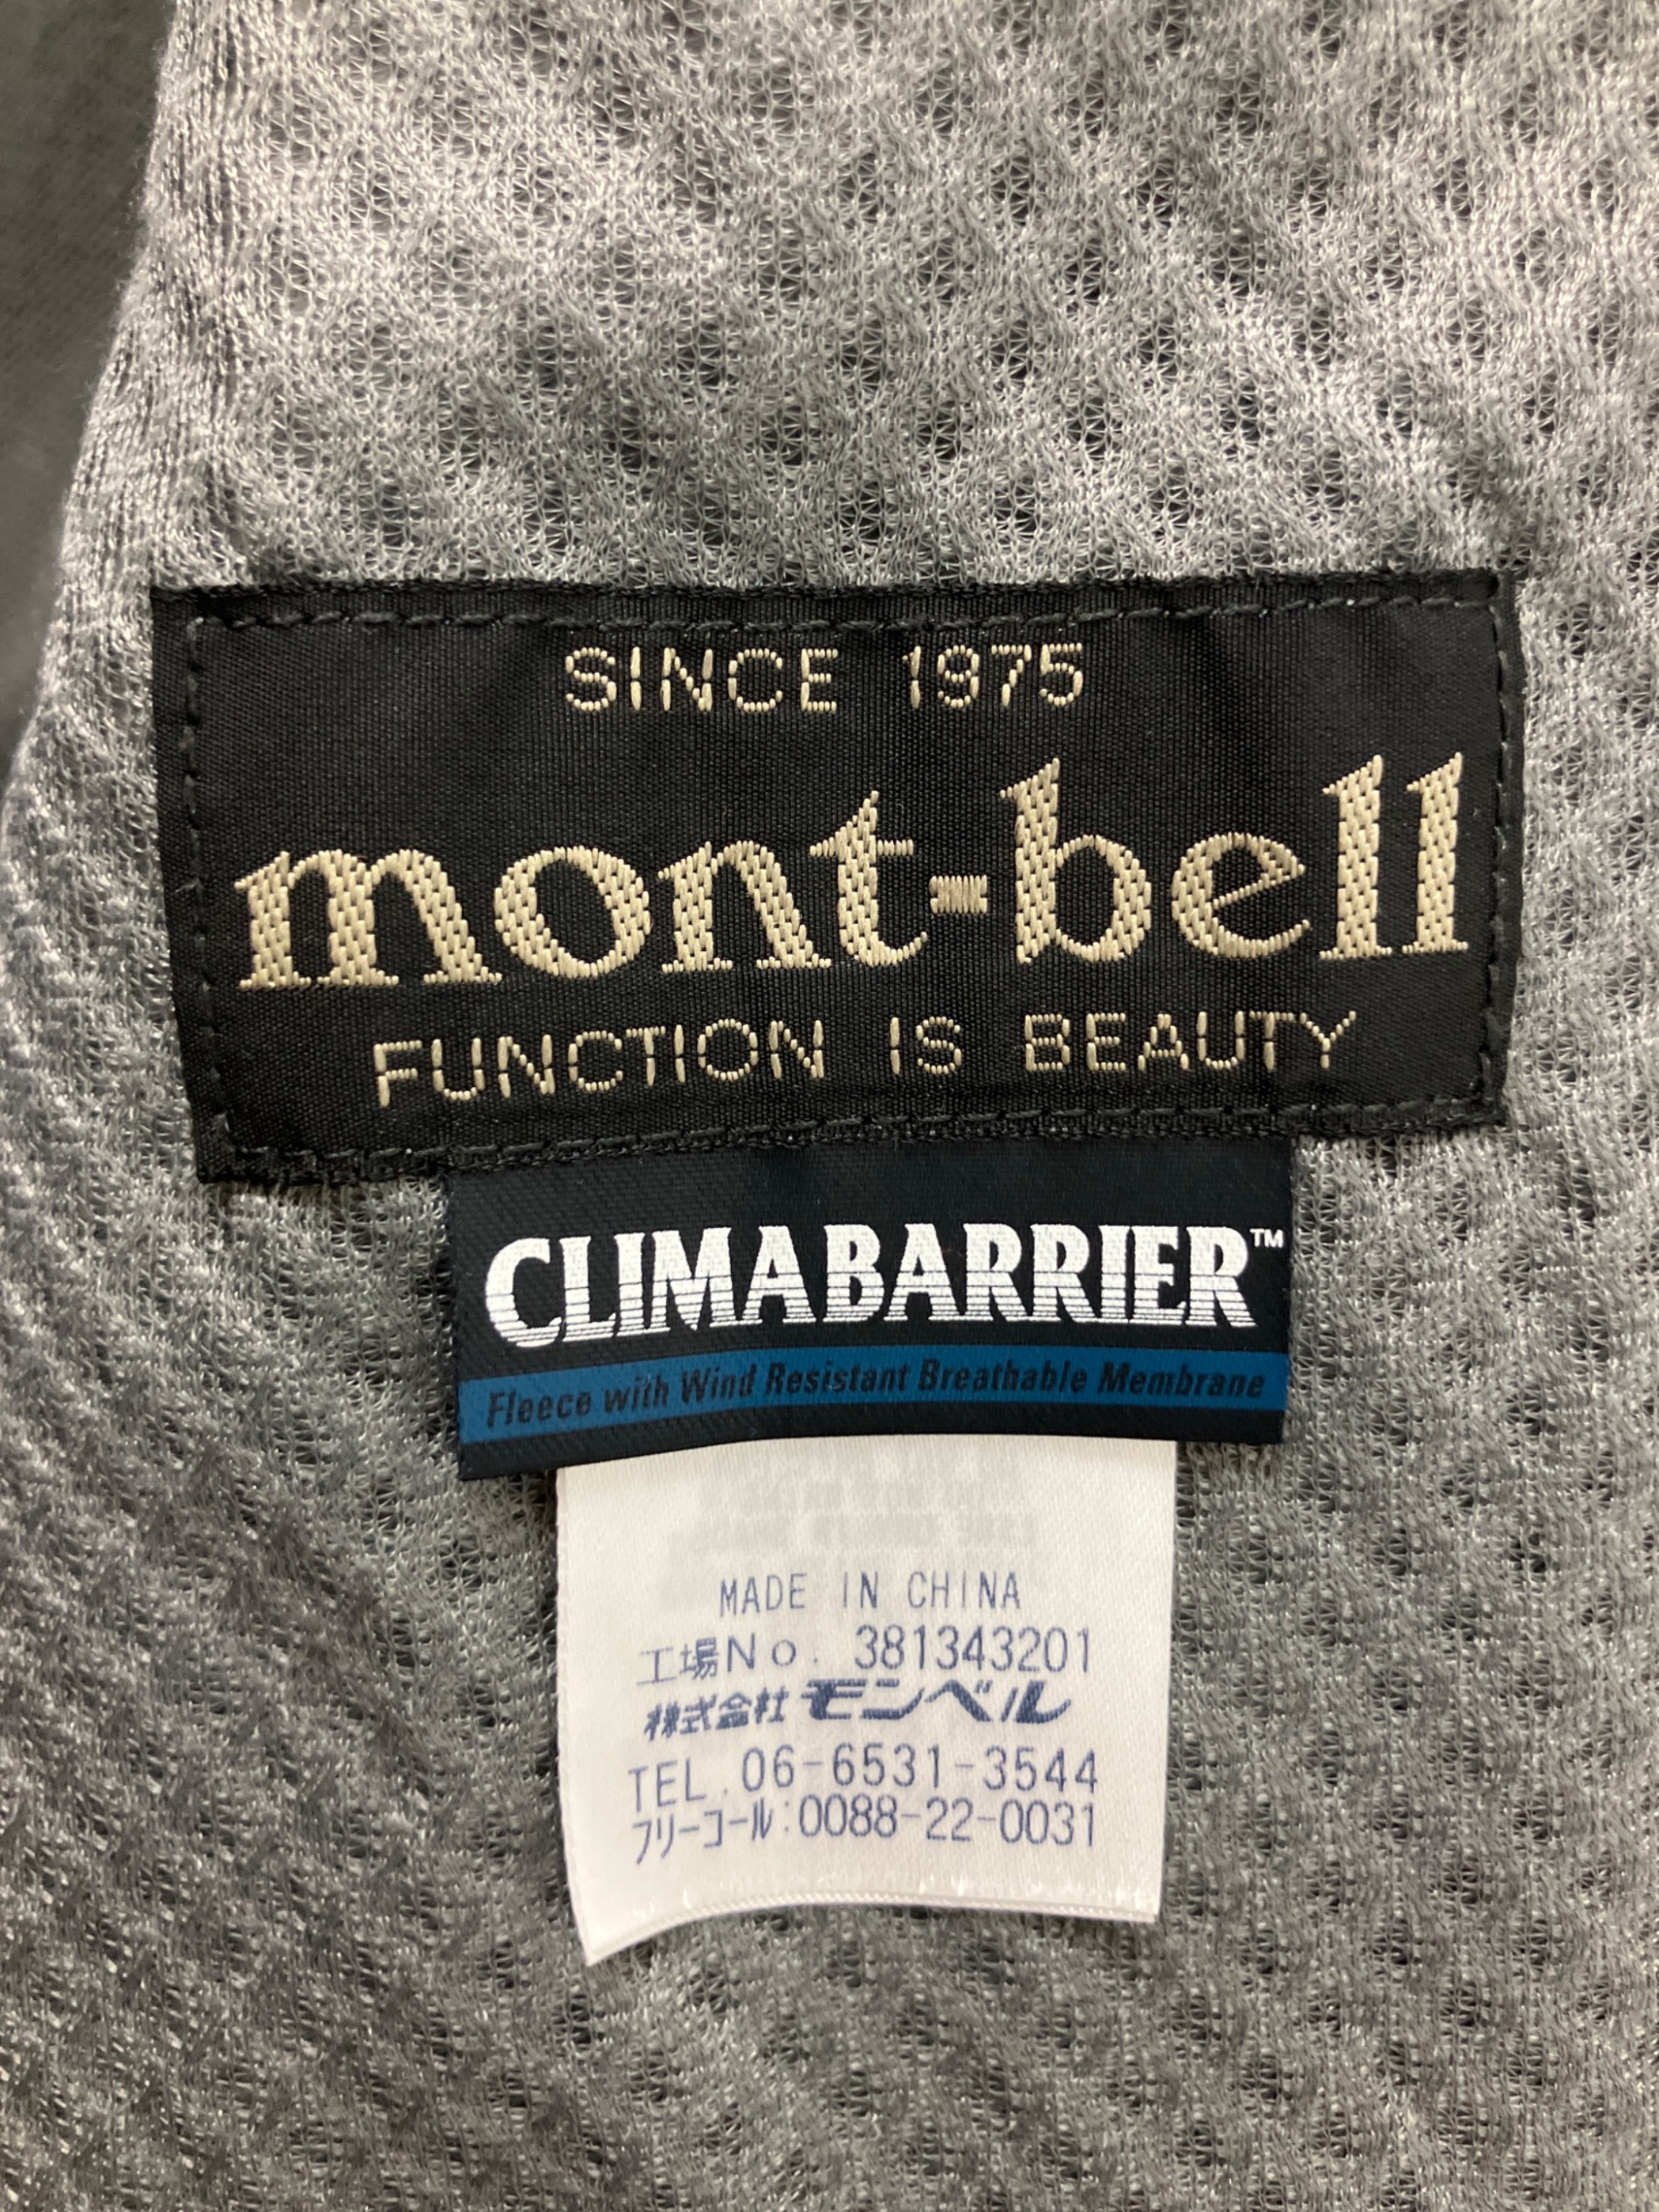 SINCE 1975
mont-bell
FUNCTION IS BEAUTY
CLIMABARRIER™
Fleece with Wind Resistant Breathable Membrane
MADE IN CHINA
工場No. 381343201
株式会社モンベル
TEL.06-6531-3544
フリーコール:0088-22-0031